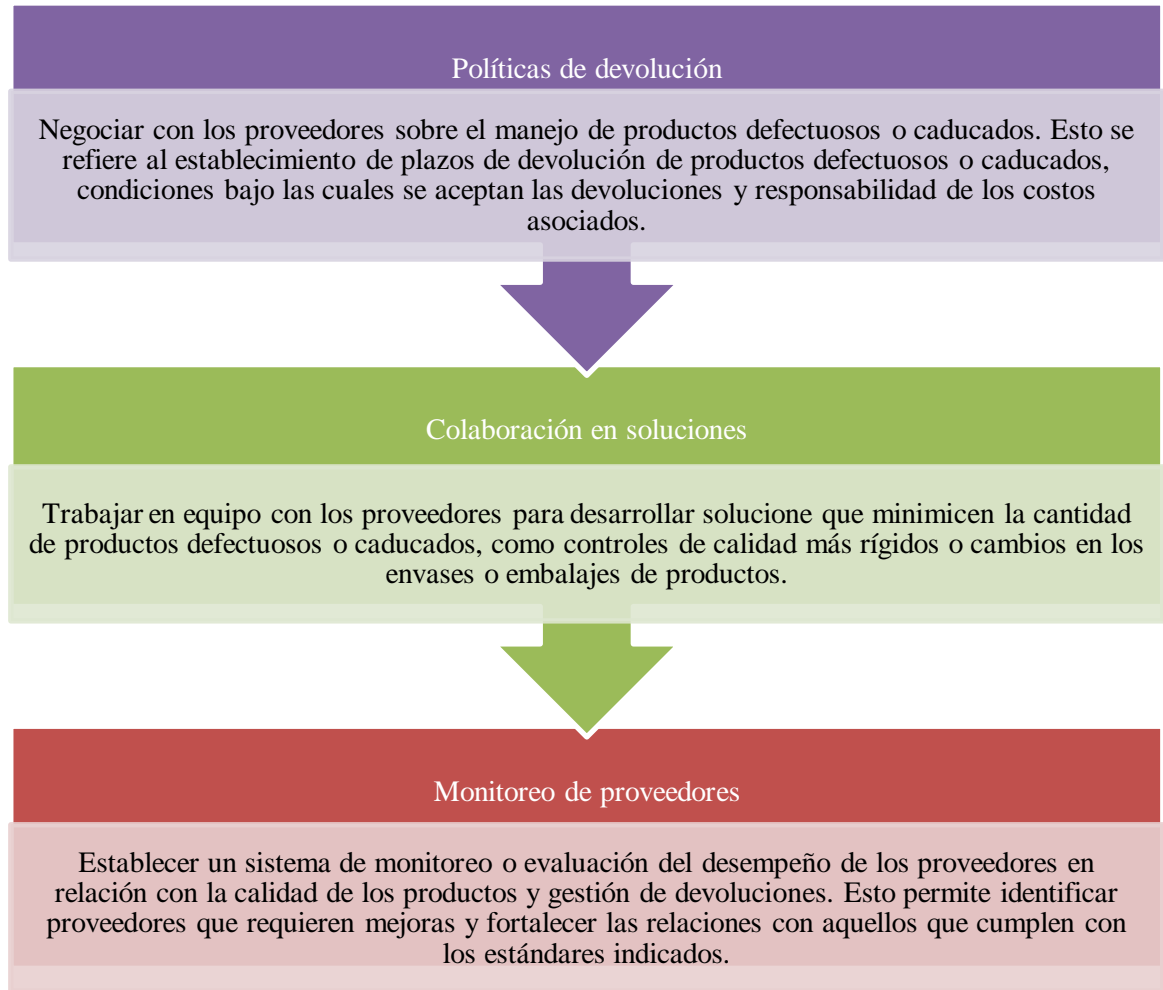 Políticas de devolución
Negociar con los proveedores sobre el manejo de productos defectuosos o caducados. Esto se
refiere al establecimiento de plazos de devolución de productos defectuosos o caducados,
condiciones bajo las cuales se aceptan las devoluciones y responsabilidad de los costos
asociados.
Colaboración en soluciones
Trabajar en equipo con los proveedores para desarrollar solucione que minimicen la cantidad
de productos defectuosos o caducados, como controles de calidad más rígidos o cambios en los
envases o embalajes de productos.
Monitoreo de proveedores
Establecer un sistema de monitoreo o evaluación del desempeño de los proveedores en
relación con la calidad de los productos y gestión de devoluciones. Esto permite identificar
proveedores que requieren mejoras y fortalecer las relaciones con aquellos que cumplen con
los estándares indicados.